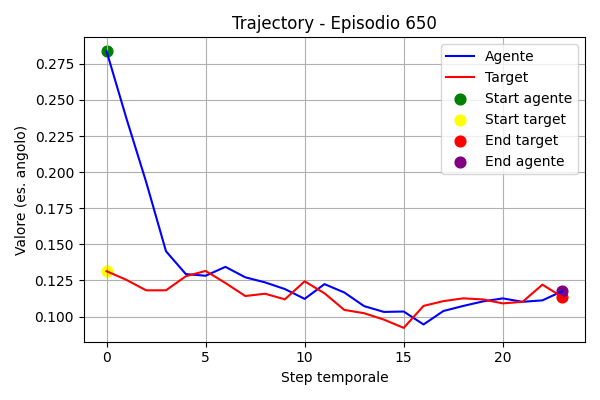 Trajectory - Episodio 650
Valore (es. angolo)
0.275
0.250
0.225
0.200
0.175
0.150
0.125
0.100
Agente
Target
Start agente
Start target
End target
End agente
0 5 10 15 20
Step temporale